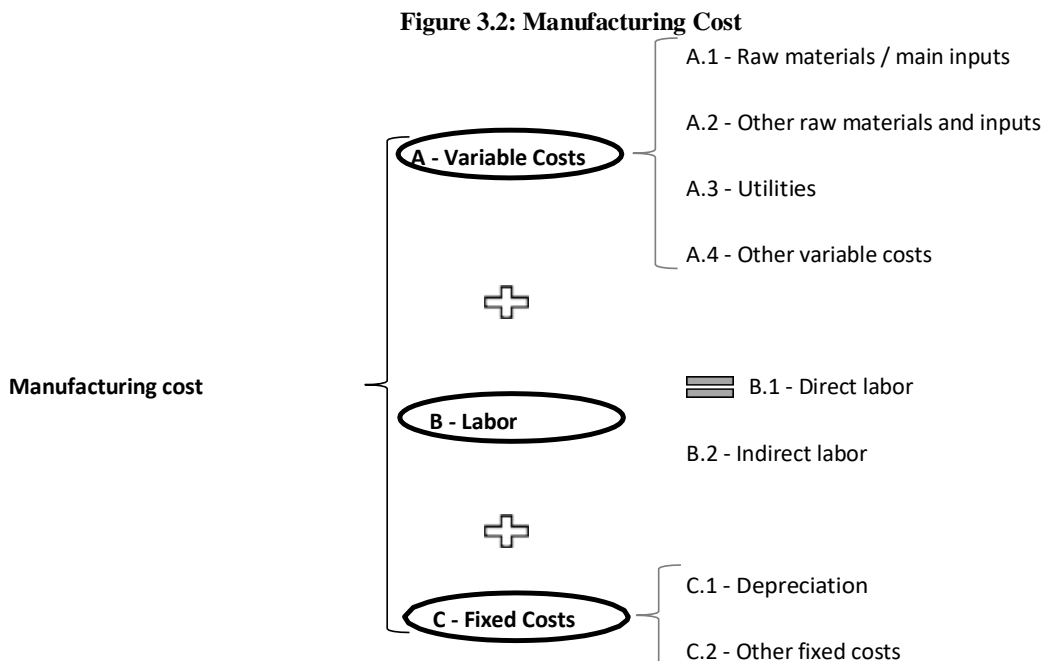 Figure 3.2: Manufacturing Cost
A.1 - Raw materials / main inputs
A.2 - Other raw materials and inputs
A - Variable Costs
A.3 - Utilities
A.4 - Other variable costs
Manufacturing cost
B.1 - Direct labor
B - Labor
B.2 - Indirect labor
C.1 - Depreciation
C - Fixed Costs
C.2 - Other fixed costs